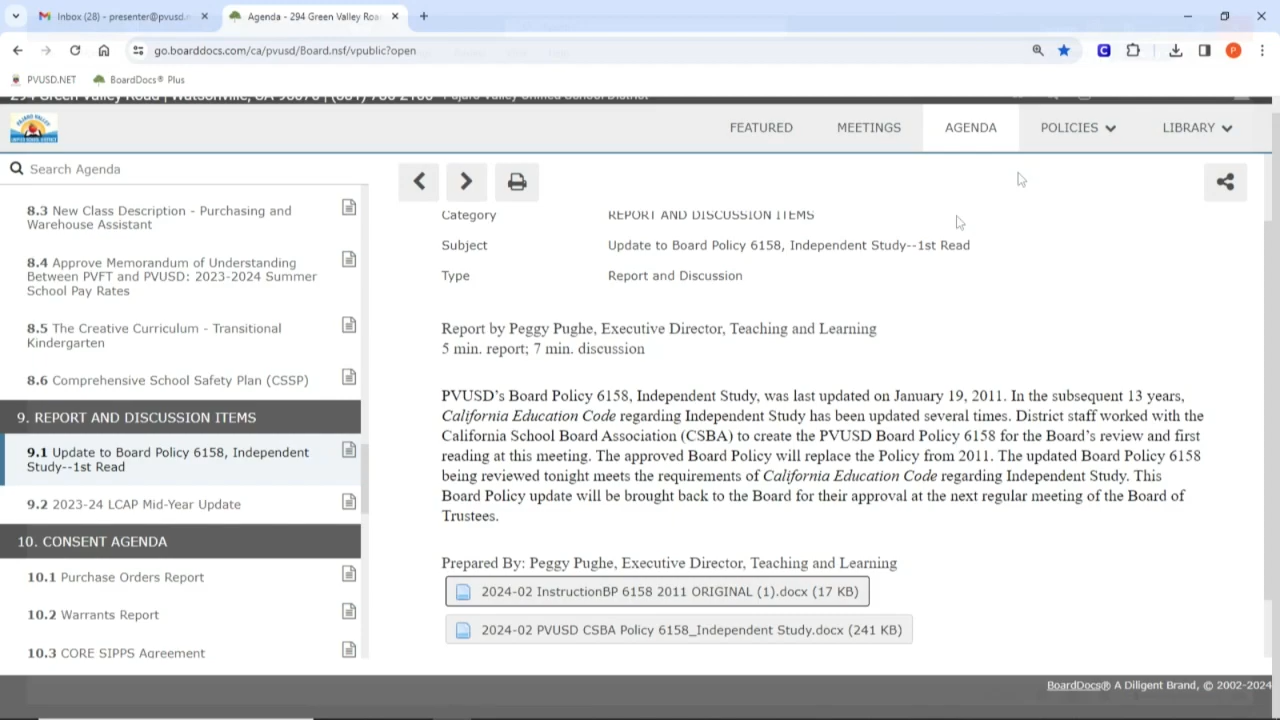 Inbox (28) - presenter@pvusd.n
Agenda - 294 Green Valley Roa
go.boarddocs.com/ca/pvusd/Board.nsf/vpublic?open
PVUSD.NET
BoardDocs® Plus
FEATURED
MEETINGS
AGENDA
POLICIES
LIBRARY
Search Agenda
8.3 New Class Description - Purchasing and
Warehouse Assistant
8.4 Approve Memorandum of Understanding
Between PVFT and PVUSD: 2023-2024 Summer
School Pay Rates
8.5 The Creative Curriculum - Transitional
Kindergarten
8.6 Comprehensive School Safety Plan (CSSP)
9. REPORT AND DISCUSSION ITEMS
9.1 Update to Board Policy 6158, Independent
Study--1st Read
9.2 2023-24 LCAP Mid-Year Update
10. CONSENT AGENDA
10.1 Purchase Orders Report
10.2 Warrants Report
10.3 CORE SIPPS Agreement
Category REPORT AND DISCUSSION ITEMS
Subject Update to Board Policy 6158, Independent Study--1st Read
Type Report and Discussion
Report by Peggy Pughe, Executive Director, Teaching and Learning
5 min. report; 7 min. discussion
PVUSD's Board Policy 6158, Independent Study, was last updated on January 19, 2011. In the subsequent 13 years,
California Education Code regarding Independent Study has been updated several times. District staff worked with the
California School Board Association (CSBA) to create the PVUSD Board Policy 6158 for the Board's review and first
reading at this meeting. The approved Board Policy will replace the Policy from 2011. The updated Board Policy 6158
being reviewed tonight meets the requirements of California Education Code regarding Independent Study. This
Board Policy update will be brought back to the Board for their approval at the next regular meeting of the Board of
Trustees.
Prepared By: Peggy Pughe, Executive Director, Teaching and Learning
2024-02 InstructionBP 6158 2011 ORIGINAL (1).docx (17 KB)
2024-02 PVUSD CSBA Policy 6158_Independent Study.docx (241 KB)
BoardDocs® A Diligent Brand, © 2002-2024